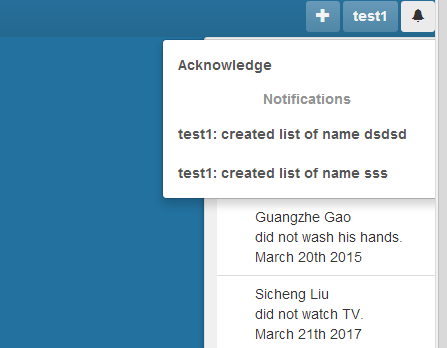 test1
Acknowledge
Notifications
test1: created list of name dsdsd
test1: created list of name sss
Guangzhe Gao
did not wash his hands.
March 20th 2015
Sicheng Liu
did not watch TV.
March 21th 2017